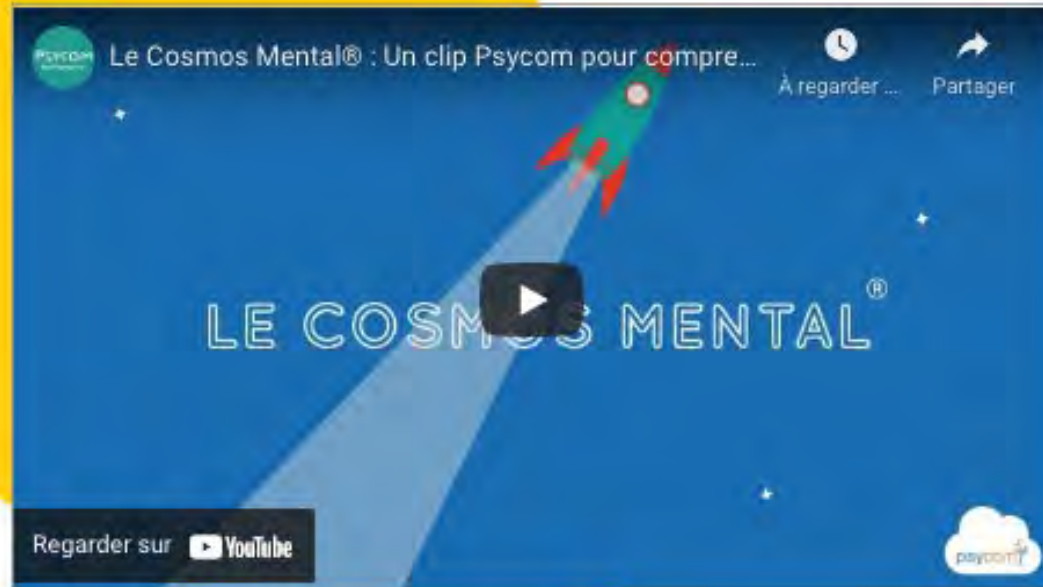 PSYCOM
Le Cosmos Mental® : Un clip Psycom pour compre...
À regarder ...
Partager
LE COSMOS MENTAL®
Regarder sur YouTube
psycom